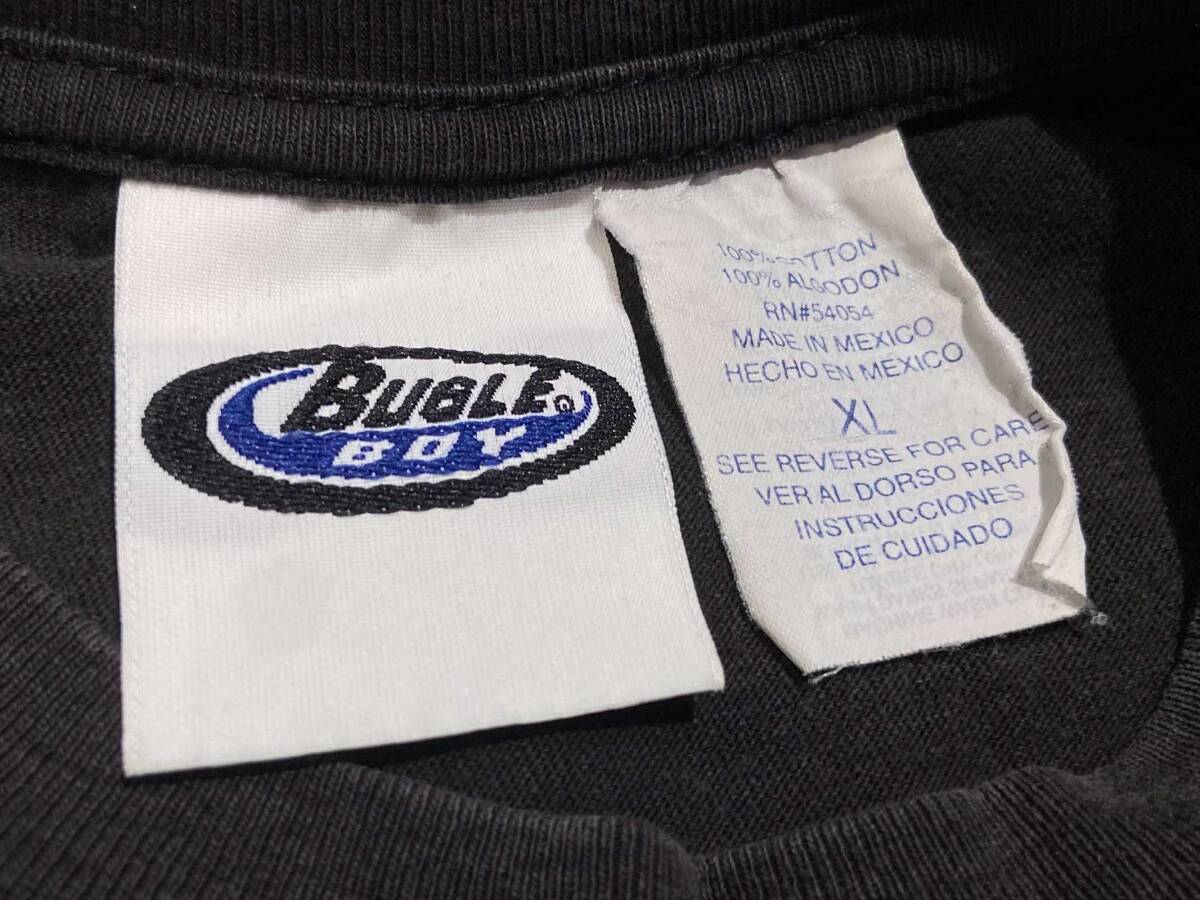 BUGLE®
BOY
100% COTTON
100% ALGODON
RN#54054
MADE IN MEXICO
HECHO EN MEXICO
XL
SEE REVERSE FOR CARE
VER AL DORSO PARA
INSTRUCCIONES
DE CUIDADO